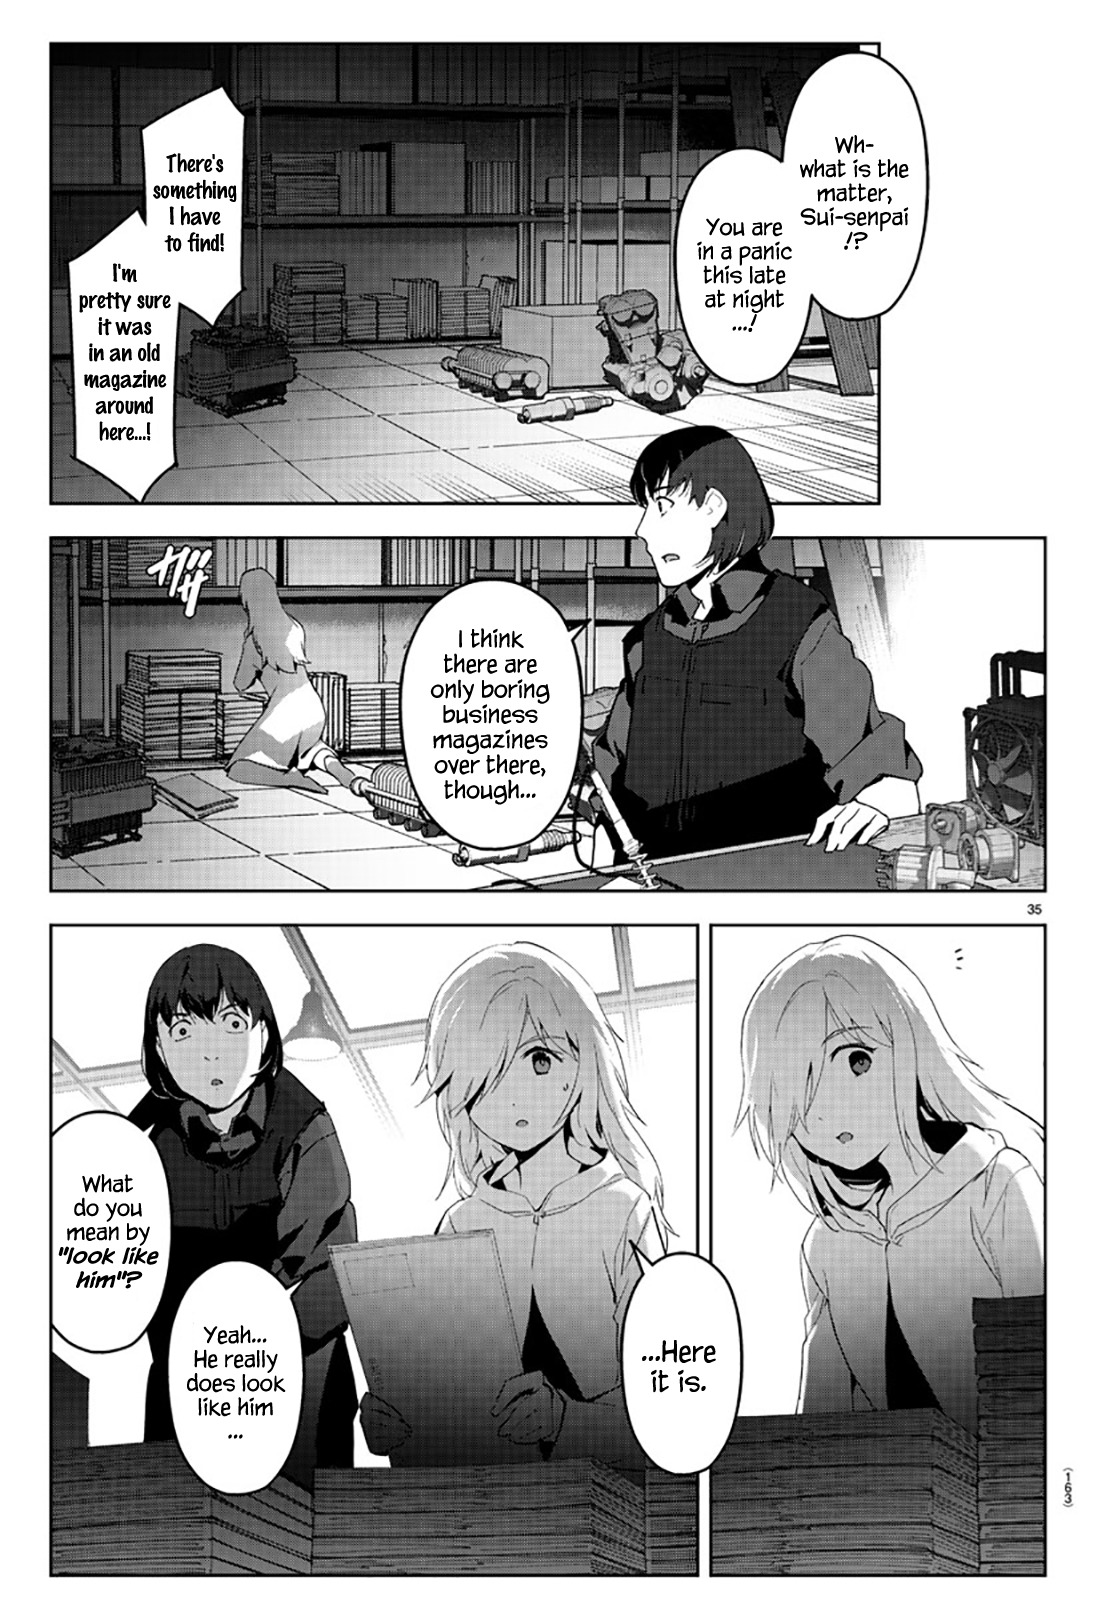 Wh-
what is the
matter,
Sui-senpai
!?
You are
in a panic
this late
at night
...!
There's
something
I have
to find!
I'm
pretty sure
it was
in an old
magazine
around
here...!
ガサ
I think
there are
only boring
business
magazines
over there,
though...
35
...Here
it is.
Yeah...
He really
does look
like him
...
What
do you
mean by
"look like
him"?
(163)